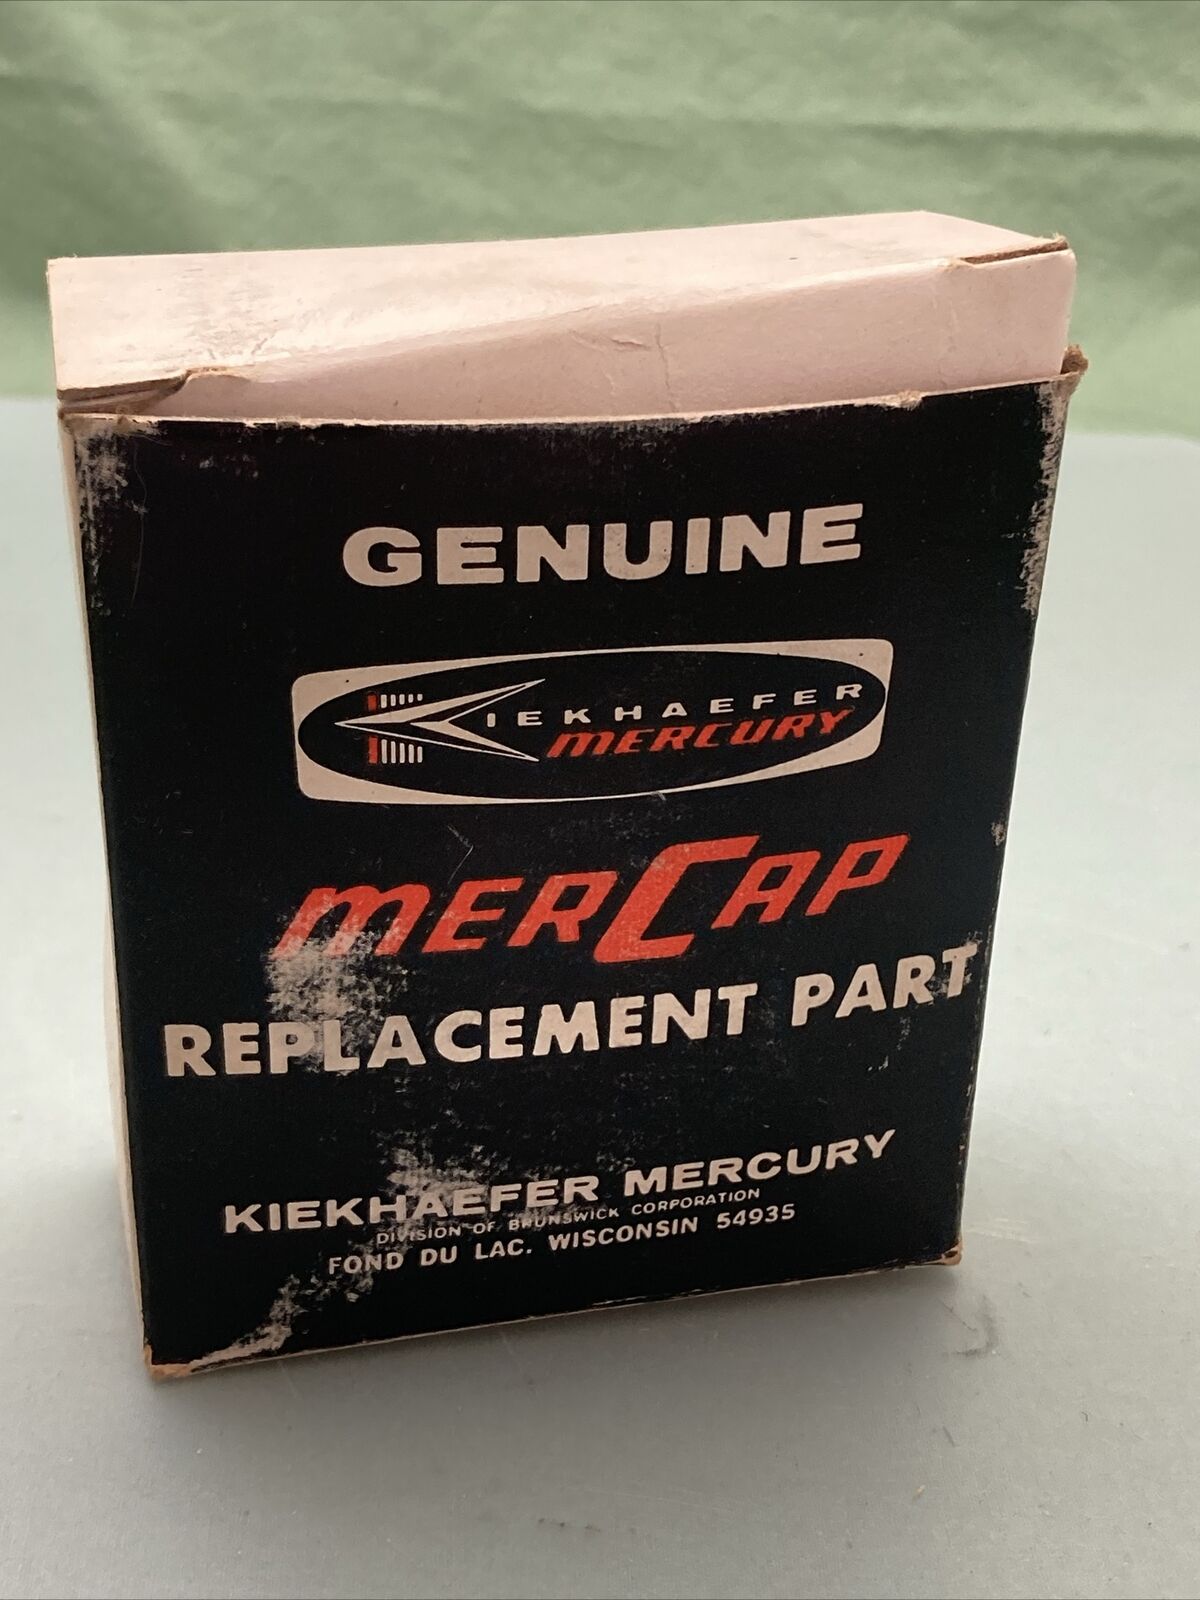 GENUINE
KIEKHAEFER
MERCURY
MERCAP
REPLACEMENT PART
KIEKHAEFER MERCURY
DIVISION OF BRUNSWICK CORPORATION
FOND DU LAC. WISCONSIN 54935